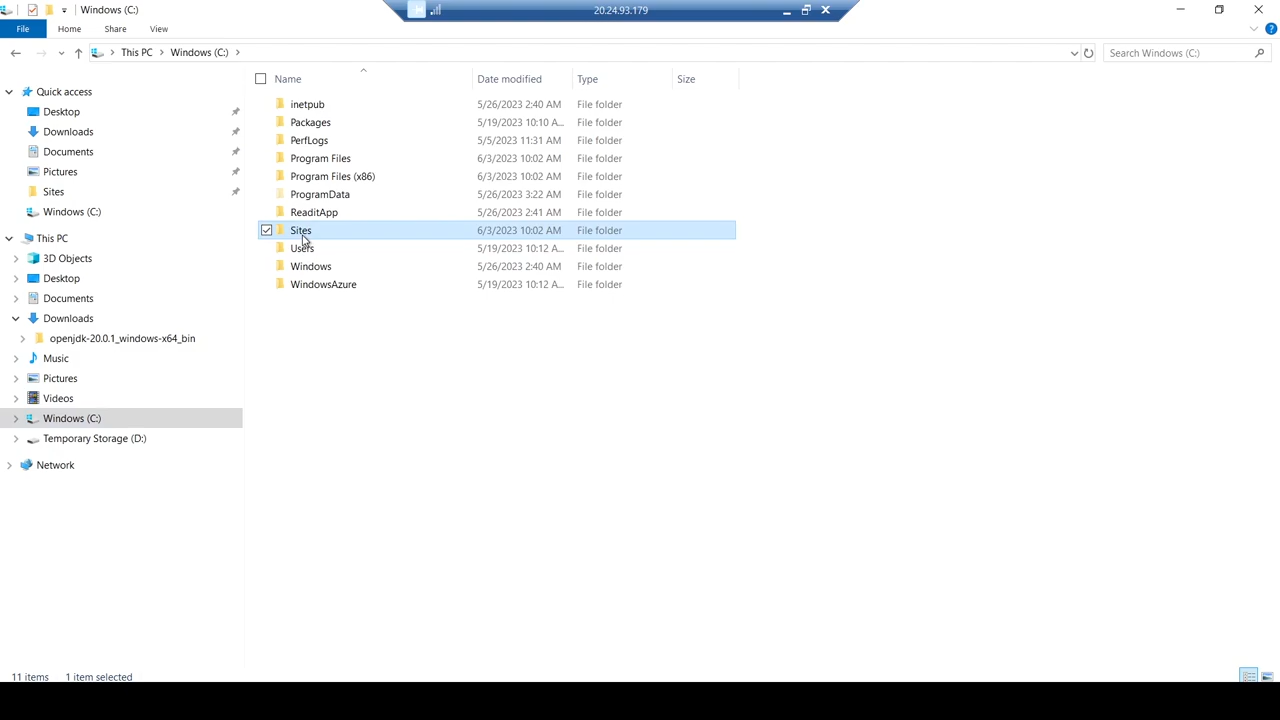 Windows (C:)
20.24.93.179
File Home Share View
This PC Windows (C:)
Search Windows (C:)
Name Date modified Type Size
Quick access
Desktop
Downloads
Documents
Pictures
Sites
Windows (C:)
This PC
3D Objects
Desktop
Documents
Downloads
openjdk-20.0.1_windows-x64_bin
Music
Pictures
Videos
Windows (C:)
Temporary Storage (D:)
Network
inetpub 5/26/2023 2:40 AM File folder
Packages 5/19/2023 10:10 A... File folder
PerfLogs 5/5/2023 11:31 AM File folder
Program Files 6/3/2023 10:02 AM File folder
Program Files (x86) 6/3/2023 10:02 AM File folder
ProgramData 5/26/2023 3:22 AM File folder
ReaditApp 5/26/2023 2:41 AM File folder
Sites 6/3/2023 10:02 AM File folder
Users 5/19/2023 10:12 A... File folder
Windows 5/26/2023 2:40 AM File folder
WindowsAzure 5/19/2023 10:12 A... File folder
11 items 1 item selected